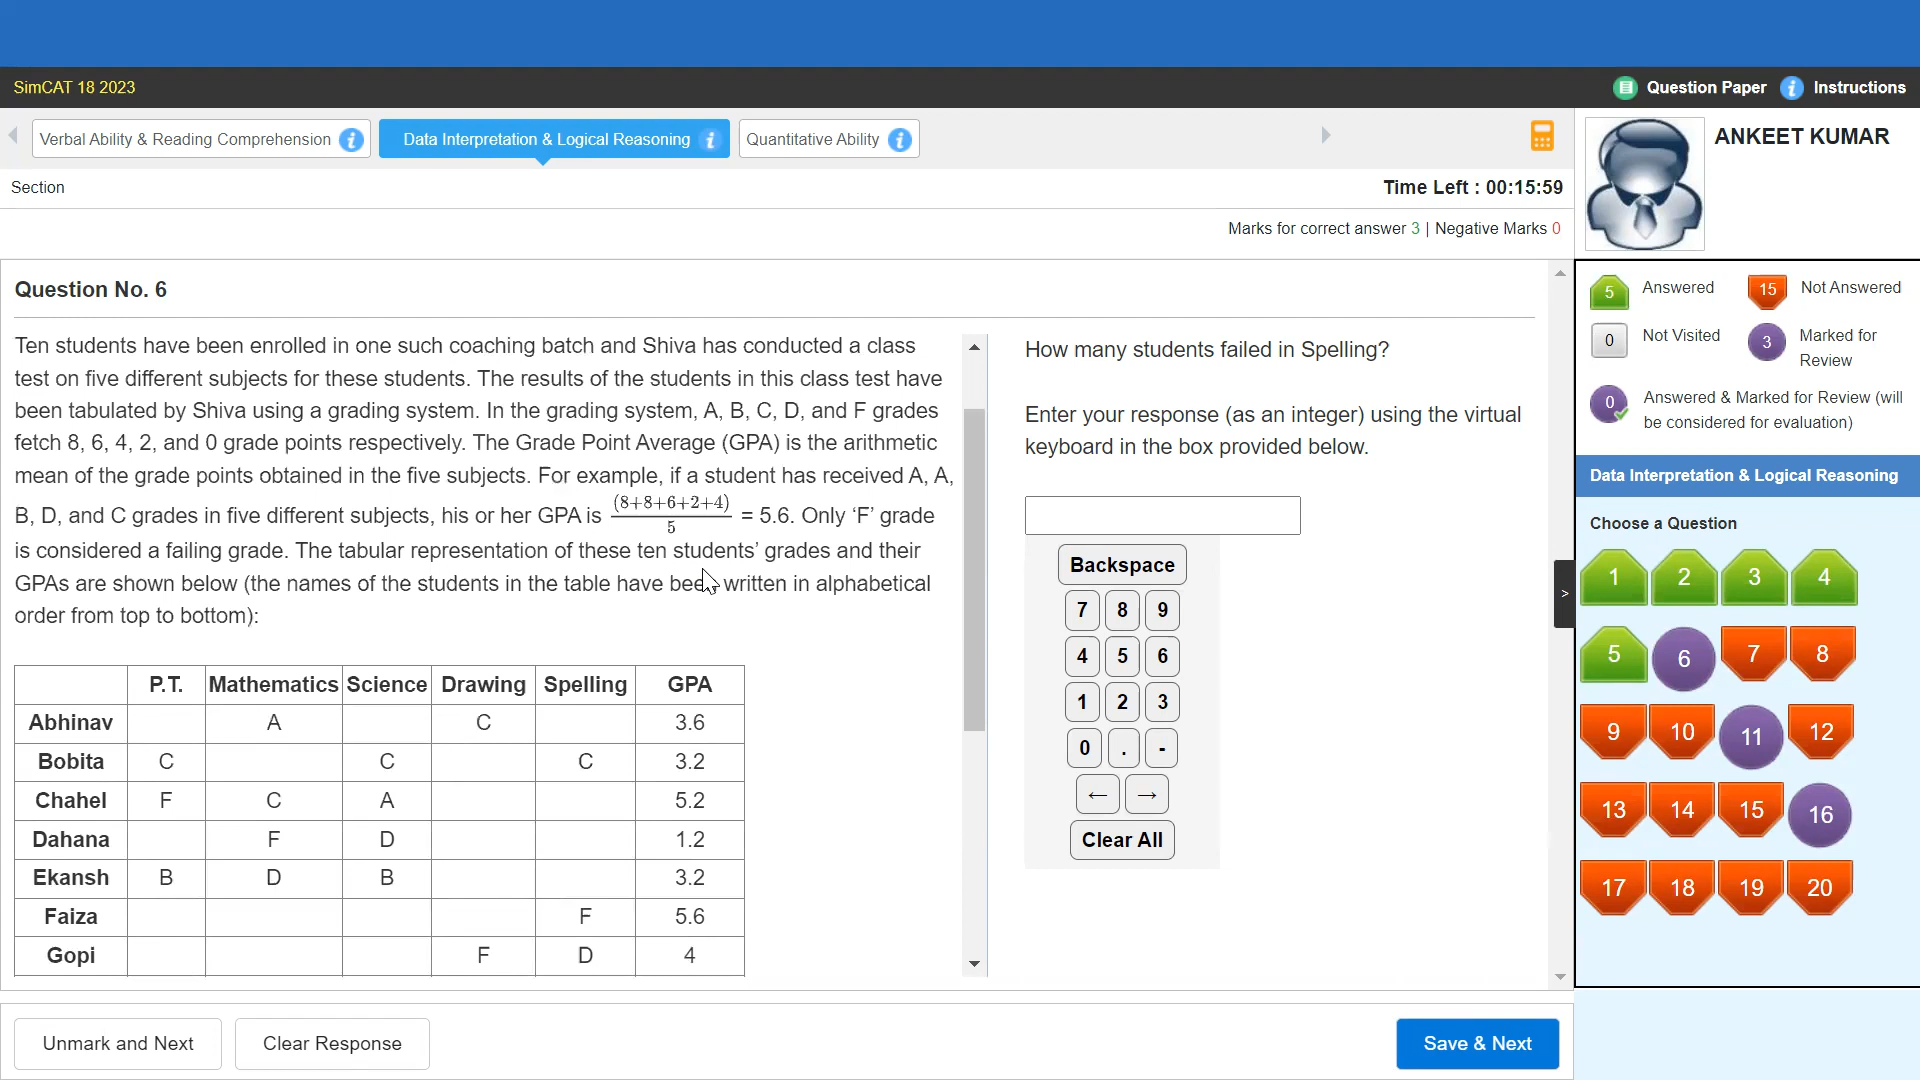 SimCAT 18 2023
Question Paper
Instructions
Verbal Ability & Reading Comprehension
Data Interpretation & Logical Reasoning
Quantitative Ability
ANKEET KUMAR
Section
Time Left : 00:15:59
Marks for correct answer 3 | Negative Marks 0
Question No. 6
Ten students have been enrolled in one such coaching batch and Shiva has conducted a class
test on five different subjects for these students. The results of the students in this class test have
been tabulated by Shiva using a grading system. In the grading system, A, B, C, D, and F grades
fetch 8, 6, 4, 2, and 0 grade points respectively. The Grade Point Average (GPA) is the arithmetic
mean of the grade points obtained in the five subjects. For example, if a student has received A, A,
B, D, and C grades in five different subjects, his or her GPA is (8+8+6+2+4)/5 = 5.6. Only ‘F’ grade
is considered a failing grade. The tabular representation of these ten students’ grades and their
GPAs are shown below (the names of the students in the table have been written in alphabetical
order from top to bottom):
P.T. Mathematics Science Drawing Spelling GPA
Abhinav A C 3.6
Bobita C C C 3.2
Chahel F C A 5.2
Dahana F D 1.2
Ekansh B D B 3.2
Faiza F 5.6
Gopi F D 4
How many students failed in Spelling?
Enter your response (as an integer) using the virtual
keyboard in the box provided below.
Backspace
7 8 9
4 5 6
1 2 3
0 . -
← →
Clear All
5 Answered
15 Not Answered
0 Not Visited
3 Marked for
Review
0 Answered & Marked for Review (will
be considered for evaluation)
Data Interpretation & Logical Reasoning
Choose a Question
1 2 3 4
5 6 7 8
9 10 11 12
13 14 15 16
17 18 19 20
>
Unmark and Next
Clear Response
Save & Next